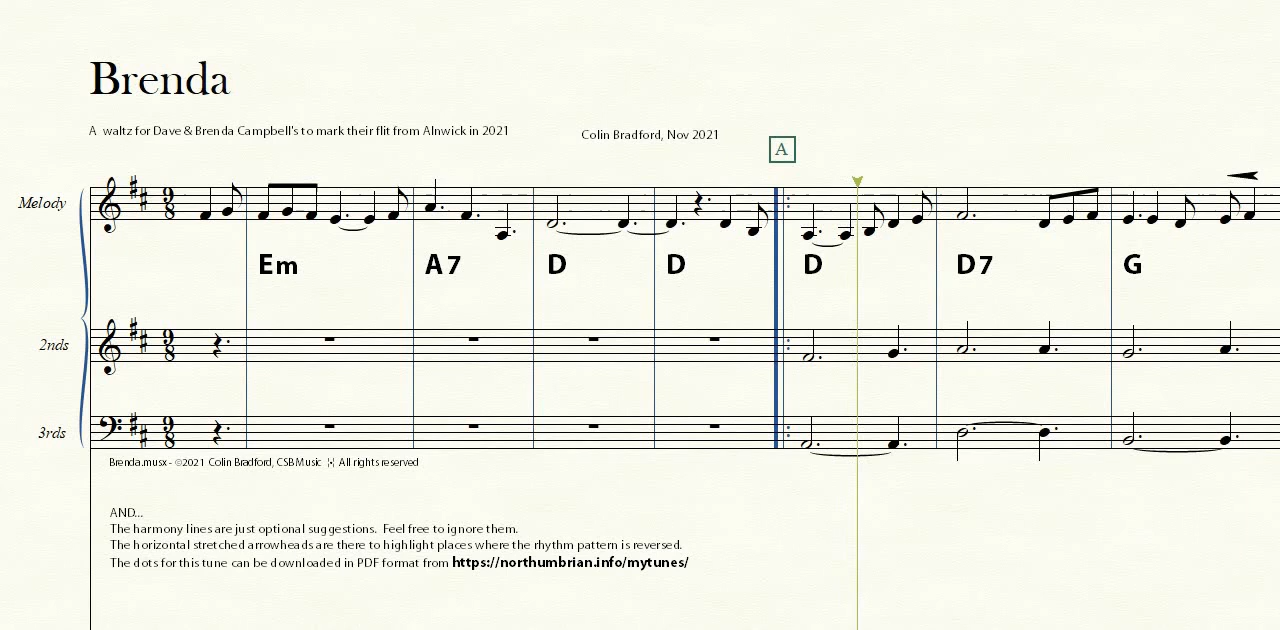 Brenda
A waltz for Dave & Brenda Campbell's to mark their flit from Alnwick in 2021
Colin Bradford, Nov 2021
A
Melody
9
8
Em A7 D D D D7 G
2nds
9
8
3rds
9
8
Brenda.musx - ©2021 Colin Bradford, CSBMusic |•| All rights reserved
AND...
The harmony lines are just optional suggestions. Feel free to ignore them.
The horizontal stretched arrowheads are there to highlight places where the rhythm pattern is reversed.
The dots for this tune can be downloaded in PDF format from https://northumbrian.info/mytunes/